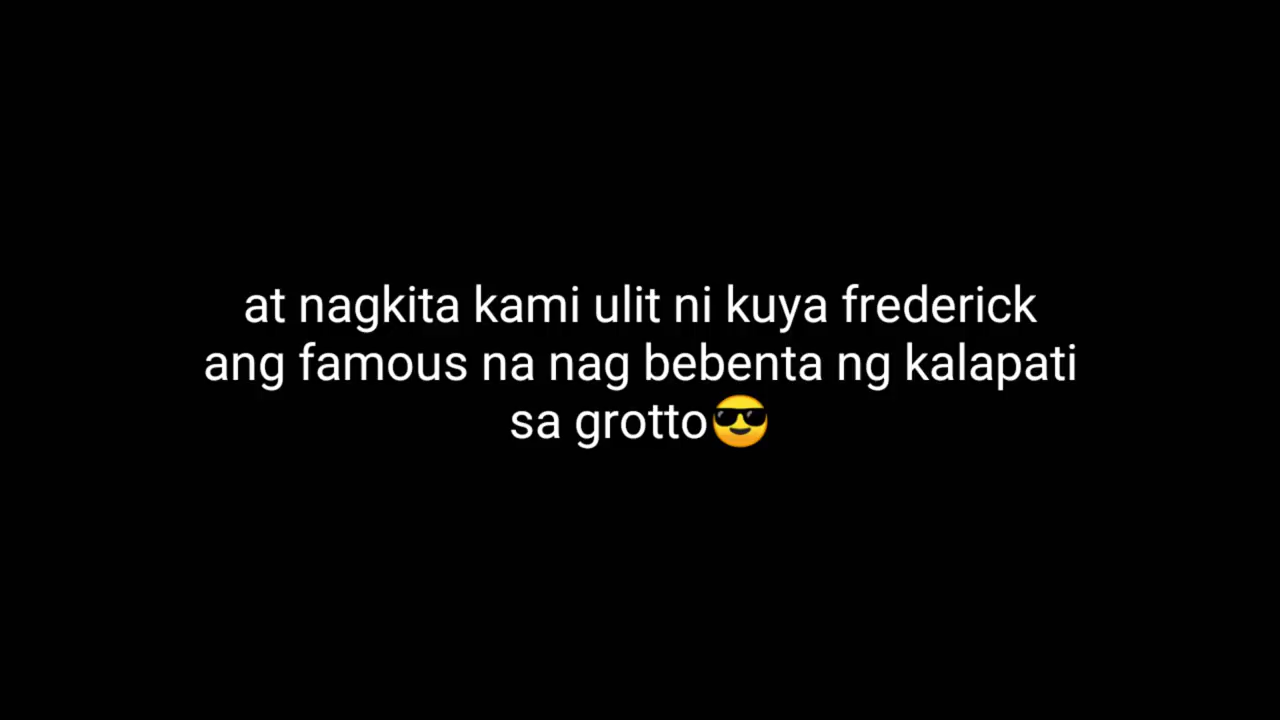 at nagkita kami ulit ni kuya frederick
ang famous na nag bebenta ng kalapati
sa grotto😎